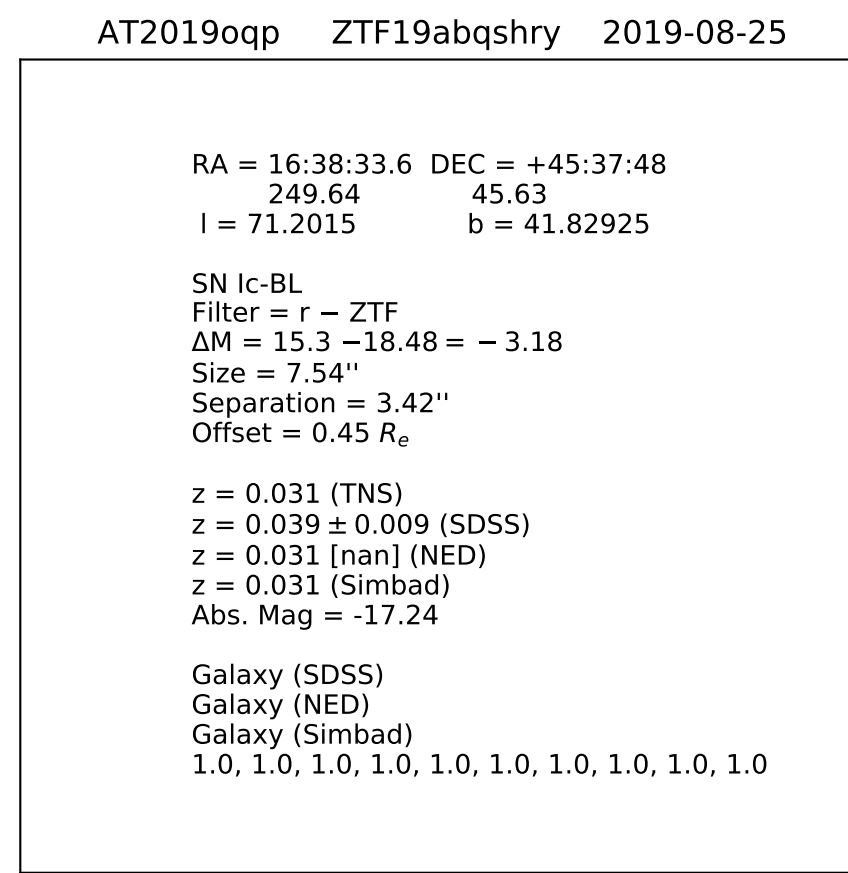 AT2019oqp ZTF19abqshry 2019-08-25
RA = 16:38:33.6 DEC = +45:37:48
249.64 45.63
l = 71.2015 b = 41.82925
SN Ic-BL
Filter = r − ZTF
ΔM = 15.3 −18.48 = − 3.18
Size = 7.54''
Separation = 3.42''
Offset = 0.45 Re
z = 0.031 (TNS)
z = 0.039 ± 0.009 (SDSS)
z = 0.031 [nan] (NED)
z = 0.031 (Simbad)
Abs. Mag = -17.24
Galaxy (SDSS)
Galaxy (NED)
Galaxy (Simbad)
1.0, 1.0, 1.0, 1.0, 1.0, 1.0, 1.0, 1.0, 1.0, 1.0